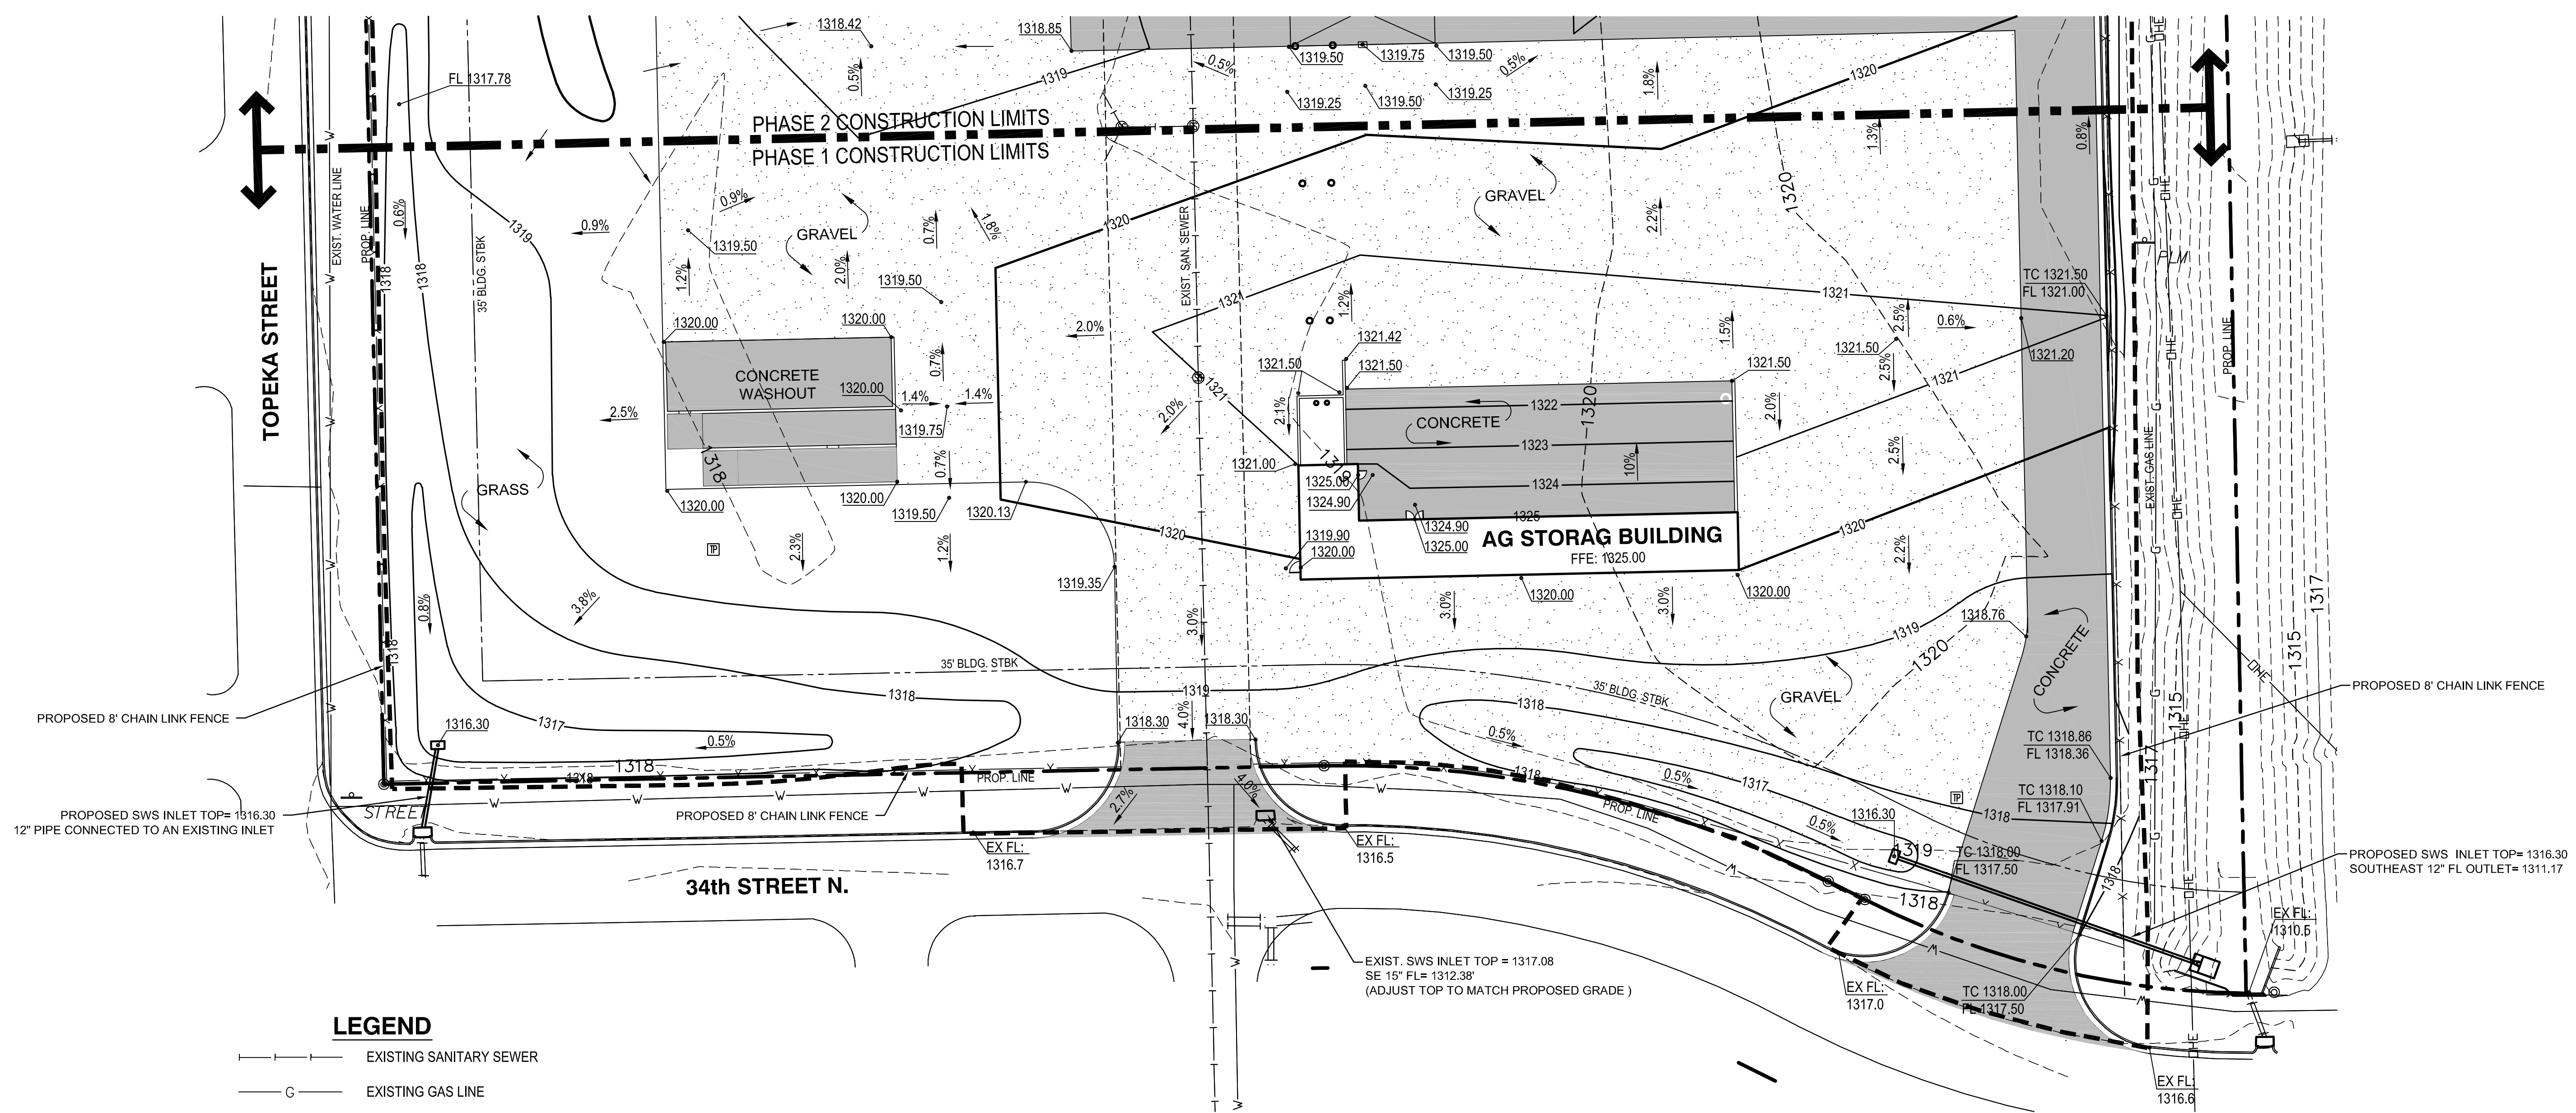 1318.42
1318.85
1319
0.5%
0.5%
1319.50
1319.75
1319.50
0.5%
1.8%
1320
OHE
FL 1317.78
1319.25
1319.50
1319.25
PHASE 2 CONSTRUCTION LIMITS
PHASE 1 CONSTRUCTION LIMITS
1.3%
0.8%
EXIST. WATER LINE
PROP. LINE
0.6%
1318
1318
35' BLDG. STBK
1319
0.9%
0.9%
1319.50
GRAVEL
0.7%
1.8%
1320
EXIST. SAN. SEWER
GRAVEL
2.2%
1320
G
OHE
TOPEKA STREET
1.2%
2.0%
1319.50
1321
1.2%
1321
TC 1321.50
FL 1321.00
1320.00
1320.00
2.0%
1321.42
1.5%
2.5%
0.6%
1321.50
1321.20
PROP. LINE
OHE
CONCRETE
WASHOUT
0.7%
1320.00
1.4%
1.4%
1319.75
1321
2.0%
1321.50
1321.50
2.1%
1322
CONCRETE
1323
1324
1325
10%
1320
1321.50
2.0%
2.5%
1321
2.5%
2.5%
GRASS
1318
0.7%
1320.00
1320.00
1319.50
1320.13
1321.00
1325.00
1324.90
1324.90
1325.00
AG STORAG BUILDING
FFE: 1325.00
1320
EXIST. GAS LINE
OHE
TP
2.3%
1.2%
1320
1319.90
1320.00
1319.35
1320.00
1320.00
2.2%
0.8%
3.8%
3.0%
3.0%
3.0%
1318.76
1319
1320
CONCRETE
1317
1315
1315
OHE
1318
35' BLDG. STBK
1319
35' BLDG. STBK
GRAVEL
PROPOSED 8' CHAIN LINK FENCE
PROPOSED 8' CHAIN LINK FENCE
1316.30
1317
1318
0.5%
1318.30
4.0%
1318.30
1318
0.5%
1318
1317
0.5%
0.5%
TC 1318.86
FL 1318.36
1317
1318
1318
PROP. LINE
PROP. LINE
TP
TC 1318.10
FL 1317.91
1318
PROPOSED SWS INLET TOP= 1316.30
12" PIPE CONNECTED TO AN EXISTING INLET
PROPOSED 8' CHAIN LINK FENCE
2.7%
4.0%
EX FL:
1316.7
EX FL:
1316.5
1316.30
1319
TC 1318.00
FL 1317.50
1318
1318
PROPOSED SWS INLET TOP= 1316.30
SOUTHEAST 12" FL OUTLET= 1311.17
34th STREET N.
EX FL:
1310.5
EXIST. SWS INLET TOP = 1317.08
SE 15" FL= 1312.38'
(ADJUST TOP TO MATCH PROPOSED GRADE )
EX FL:
1317.0
TC 1318.00
FL 1317.50
EX FL:
1316.6
LEGEND
EXISTING SANITARY SEWER
G EXISTING GAS LINE